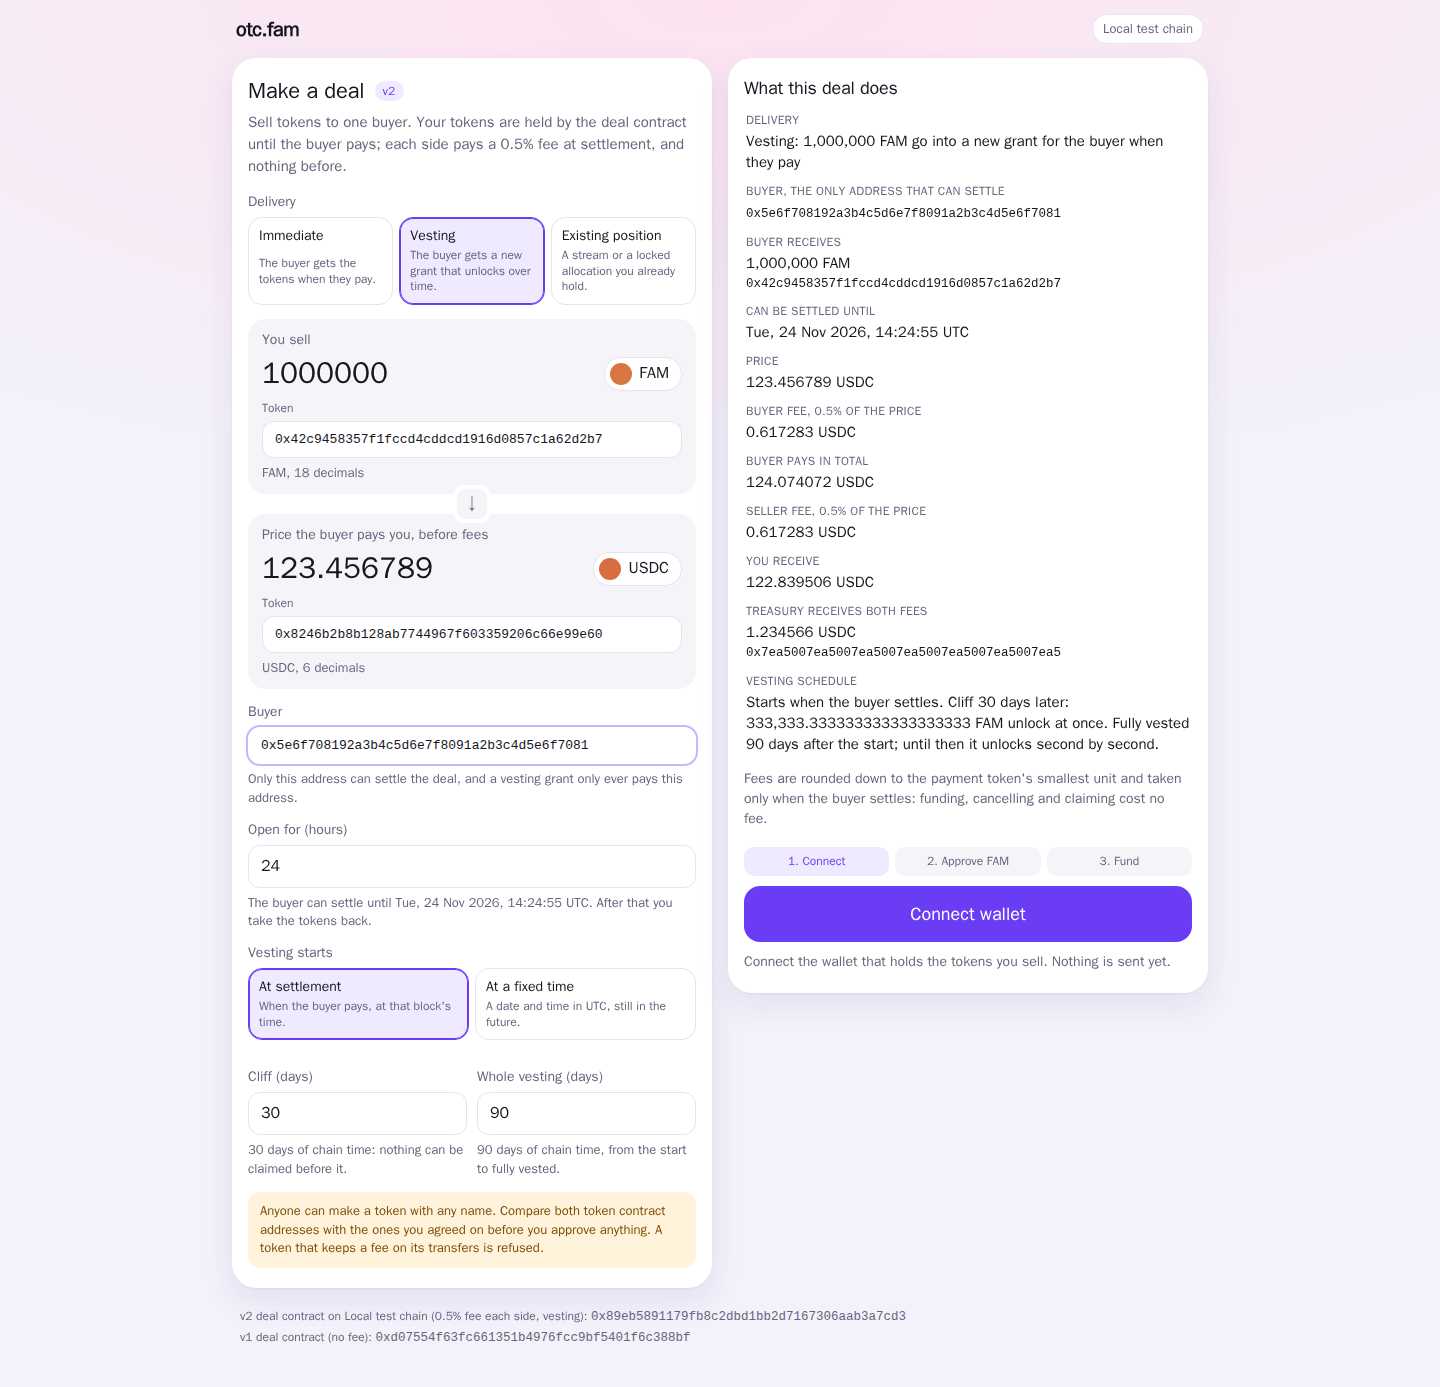 otc.fam
Local test chain
Make a deal v2
Sell tokens to one buyer. Your tokens are held by the deal contract
until the buyer pays; each side pays a 0.5% fee at settlement, and
nothing before.
Delivery
Immediate
The buyer gets the
tokens when they pay.
Vesting
The buyer gets a new
grant that unlocks over
time.
Existing position
A stream or a locked
allocation you already
hold.
You sell
1000000
FAM
Token
0x42c9458357f1fccd4cddcd1916d0857c1a62d2b7
FAM, 18 decimals
↓
Price the buyer pays you, before fees
123.456789
USDC
Token
0x8246b2b8b128ab7744967f603359206c66e99e60
USDC, 6 decimals
Buyer
0x5e6f708192a3b4c5d6e7f8091a2b3c4d5e6f7081
Only this address can settle the deal, and a vesting grant only ever pays this
address.
Open for (hours)
24
The buyer can settle until Tue, 24 Nov 2026, 14:24:55 UTC. After that you
take the tokens back.
Vesting starts
At settlement
When the buyer pays, at that block's
time.
At a fixed time
A date and time in UTC, still in the
future.
Cliff (days)
30
30 days of chain time: nothing can be
claimed before it.
Whole vesting (days)
90
90 days of chain time, from the start
to fully vested.
Anyone can make a token with any name. Compare both token contract
addresses with the ones you agreed on before you approve anything. A
token that keeps a fee on its transfers is refused.
What this deal does
DELIVERY
Vesting: 1,000,000 FAM go into a new grant for the buyer when
they pay
BUYER, THE ONLY ADDRESS THAT CAN SETTLE
0x5e6f708192a3b4c5d6e7f8091a2b3c4d5e6f7081
BUYER RECEIVES
1,000,000 FAM
0x42c9458357f1fccd4cddcd1916d0857c1a62d2b7
CAN BE SETTLED UNTIL
Tue, 24 Nov 2026, 14:24:55 UTC
PRICE
123.456789 USDC
BUYER FEE, 0.5% OF THE PRICE
0.617283 USDC
BUYER PAYS IN TOTAL
124.074072 USDC
SELLER FEE, 0.5% OF THE PRICE
0.617283 USDC
YOU RECEIVE
122.839506 USDC
TREASURY RECEIVES BOTH FEES
1.234566 USDC
0x7ea5007ea5007ea5007ea5007ea5007ea5007ea5
VESTING SCHEDULE
Starts when the buyer settles. Cliff 30 days later:
333,333.333333333333333333 FAM unlock at once. Fully vested
90 days after the start; until then it unlocks second by second.
Fees are rounded down to the payment token's smallest unit and taken
only when the buyer settles: funding, cancelling and claiming cost no
fee.
1. Connect
2. Approve FAM
3. Fund
Connect wallet
Connect the wallet that holds the tokens you sell. Nothing is sent yet.
v2 deal contract on Local test chain (0.5% fee each side, vesting): 0x89eb5891179fb8c2dbd1bb2d7167306aab3a7cd3
v1 deal contract (no fee): 0xd07554f63fc661351b4976fcc9bf5401f6c388bf